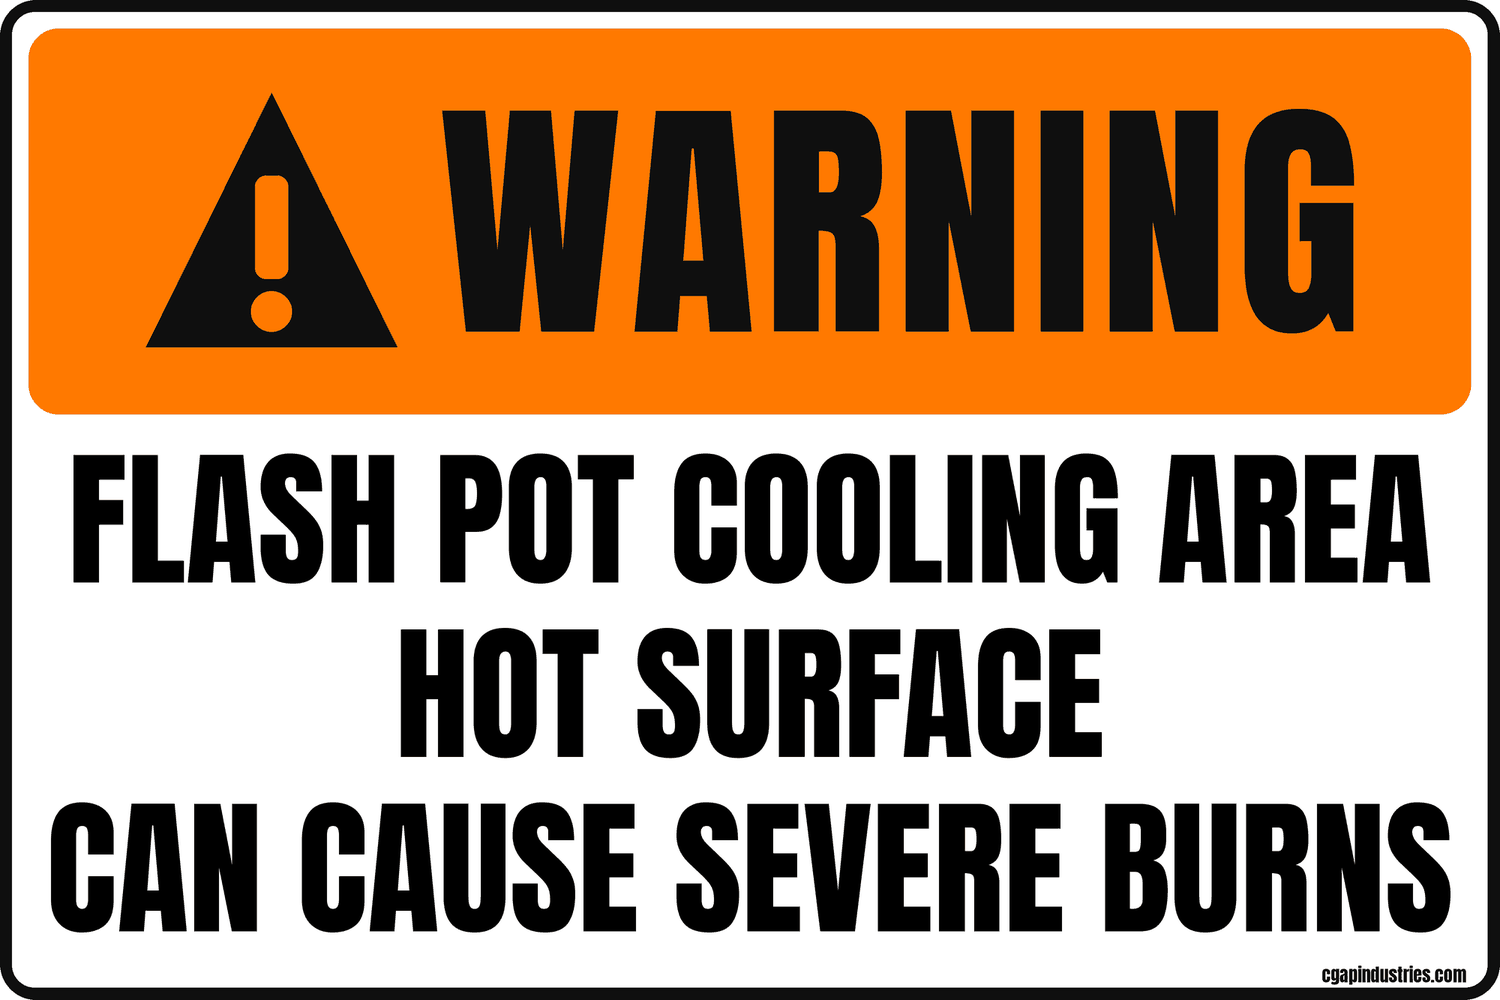 WARNING
FLASH POT COOLING AREA
HOT SURFACE
CAN CAUSE SEVERE BURNS
cgapindustries.com